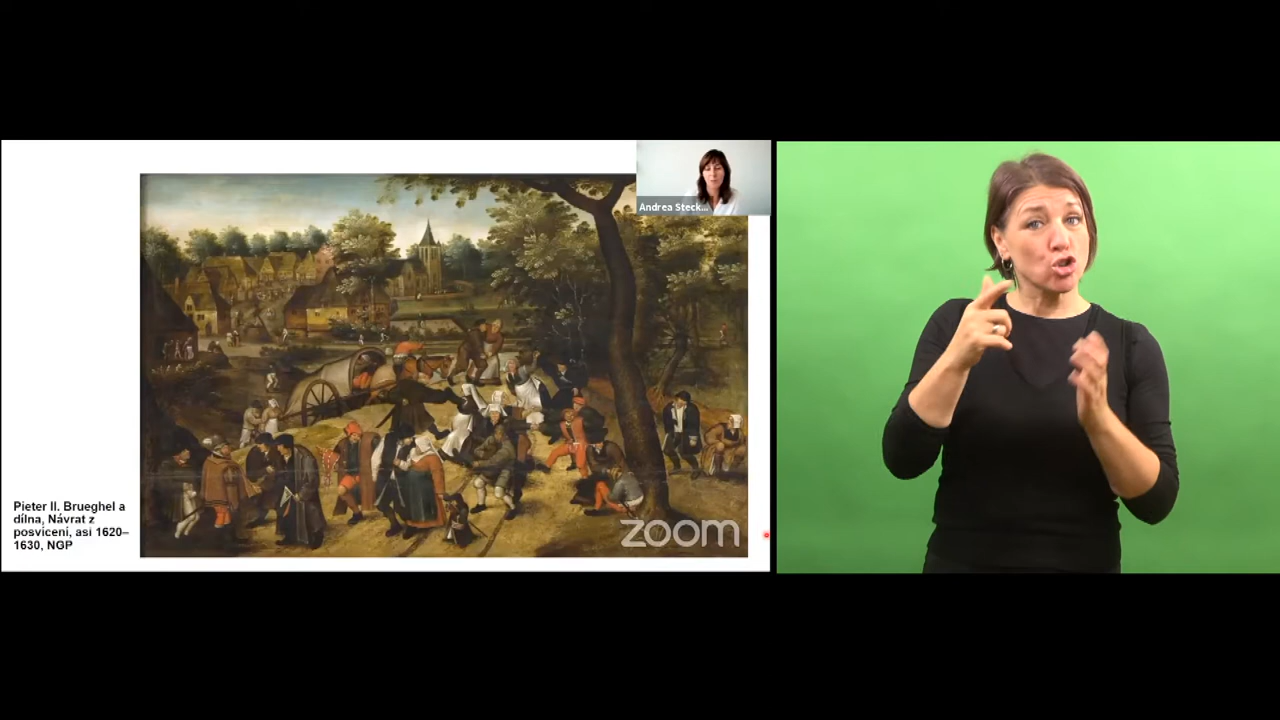 Andrea Steck...
Pieter II. Brueghel a
dílna, Návrat z
posvícení, asi 1620–
1630, NGP
zoom